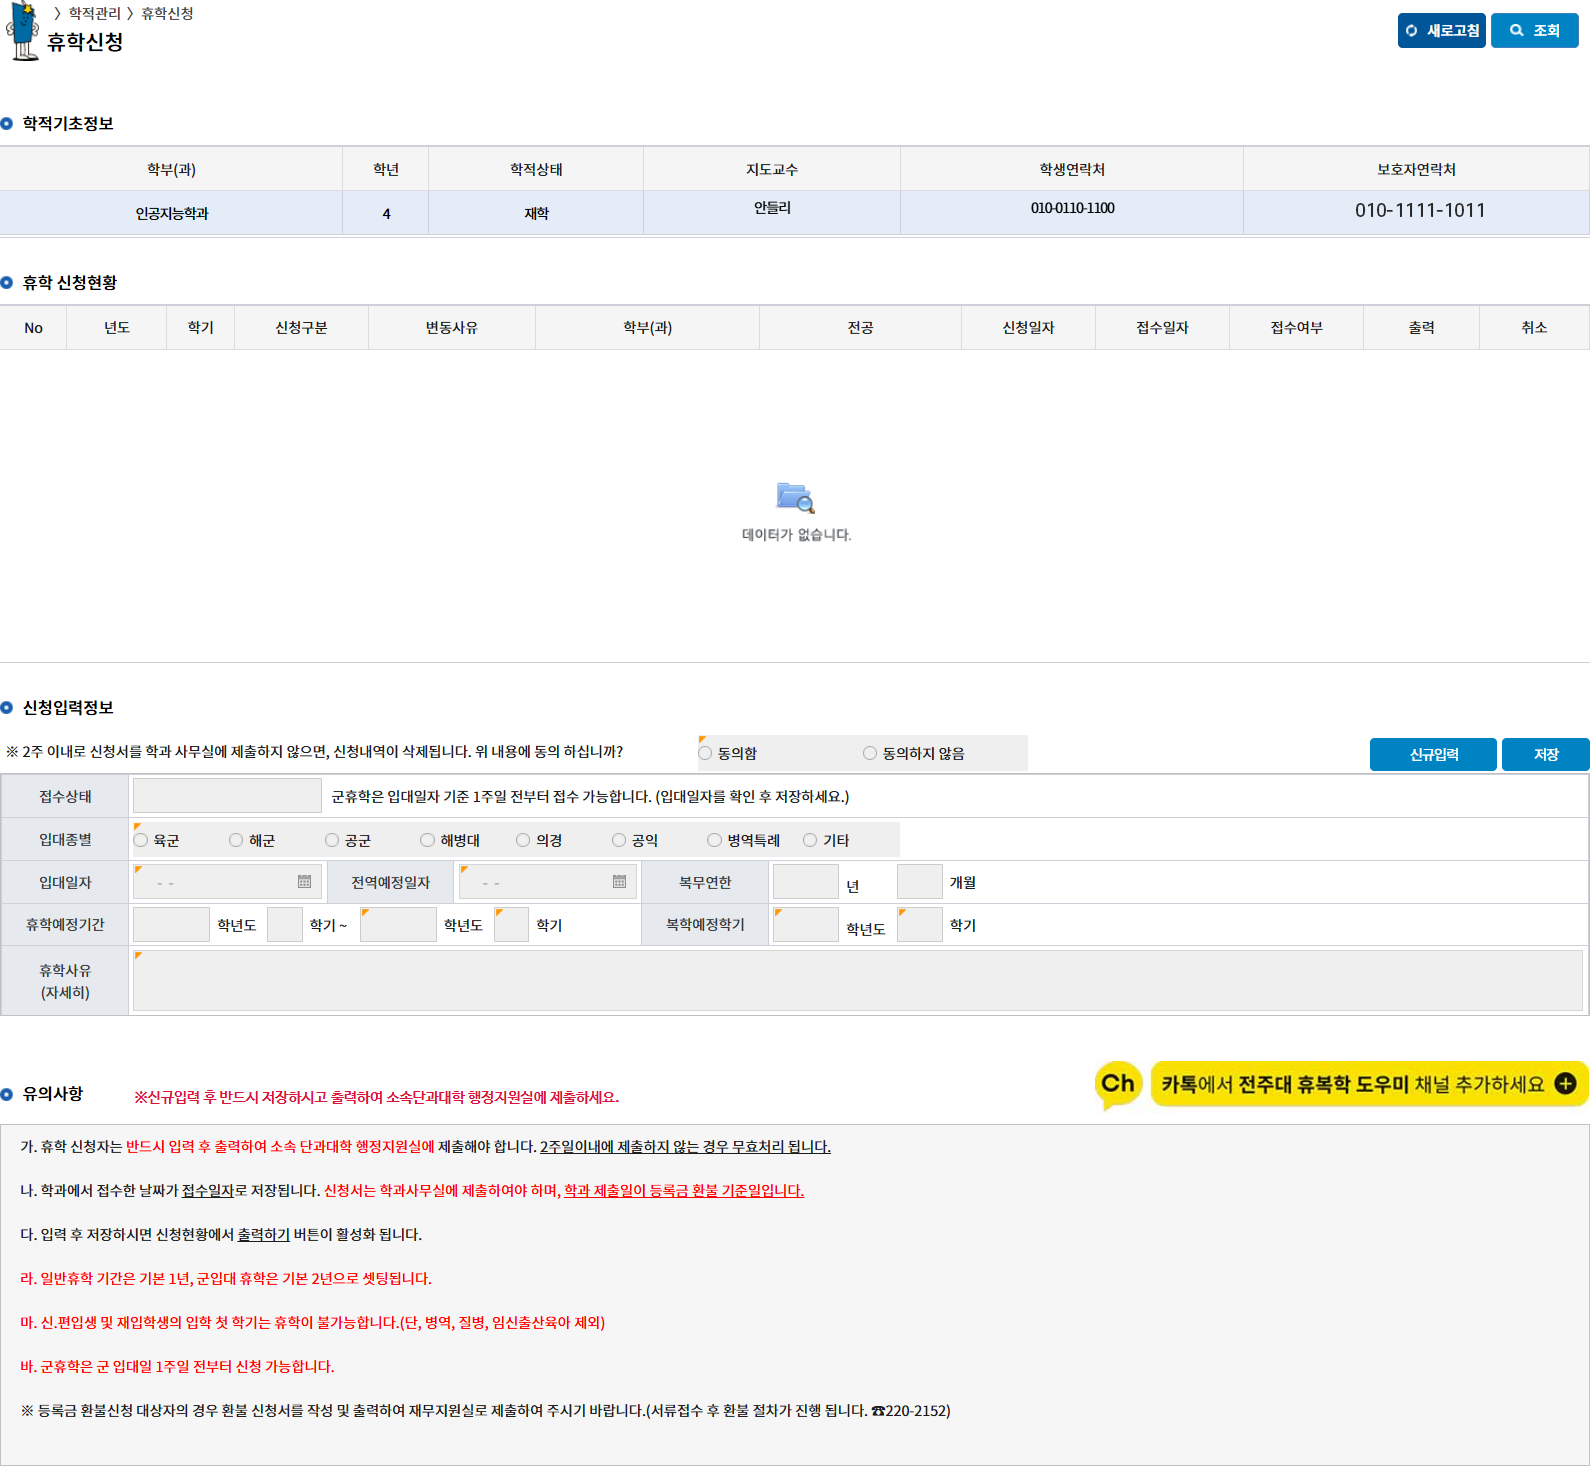 〉 학적관리 〉 휴학신청
휴학신청
새로고침
조회
학적기초정보
학부(과) 학년 학적상태 지도교수 학생연락처 보호자연락처
인공지능학과 4 재학 안들리 010-0110-1100 010-1111-1011
휴학 신청현황
No 년도 학기 신청구분 변동사유 학부(과) 전공 신청일자 접수일자 접수여부 출력 취소
데이터가 없습니다.
신청입력정보
※ 2주 이내로 신청서를 학과 사무실에 제출하지 않으면, 신청내역이 삭제됩니다. 위 내용에 동의 하십니까? 동의함 동의하지 않음 신규입력 저장
접수상태 군휴학은 입대일자 기준 1주일 전부터 접수 가능합니다. (입대일자를 확인 후 저장하세요.)
입대종별 육군 해군 공군 해병대 의경 공익 병역특례 기타
입대일자 - - 전역예정일자 - - 복무연한 년 개월
휴학예정기간 학년도 학기 ~ 학년도 학기 복학예정학기 학년도 학기
휴학사유
(자세히)
Ch 카톡에서 전주대 휴복학 도우미 채널 추가하세요
유의사항 ※신규입력 후 반드시 저장하시고 출력하여 소속단과대학 행정지원실에 제출하세요.
가. 휴학 신청자는 반드시 입력 후 출력하여 소속 단과대학 행정지원실에 제출해야 합니다. 2주일이내에 제출하지 않는 경우 무효처리 됩니다.
나. 학과에서 접수한 날짜가 접수일자로 저장됩니다. 신청서는 학과사무실에 제출하여야 하며, 학과 제출일이 등록금 환불 기준일입니다.
다. 입력 후 저장하시면 신청현황에서 출력하기 버튼이 활성화 됩니다.
라. 일반휴학 기간은 기본 1년, 군입대 휴학은 기본 2년으로 셋팅됩니다.
마. 신.편입생 및 재입학생의 입학 첫 학기는 휴학이 불가능합니다.(단, 병역, 질병, 임신출산육아 제외)
바. 군휴학은 군 입대일 1주일 전부터 신청 가능합니다.
※ 등록금 환불신청 대상자의 경우 환불 신청서를 작성 및 출력하여 재무지원실로 제출하여 주시기 바랍니다.(서류접수 후 환불 절차가 진행 됩니다. ☎220-2152)